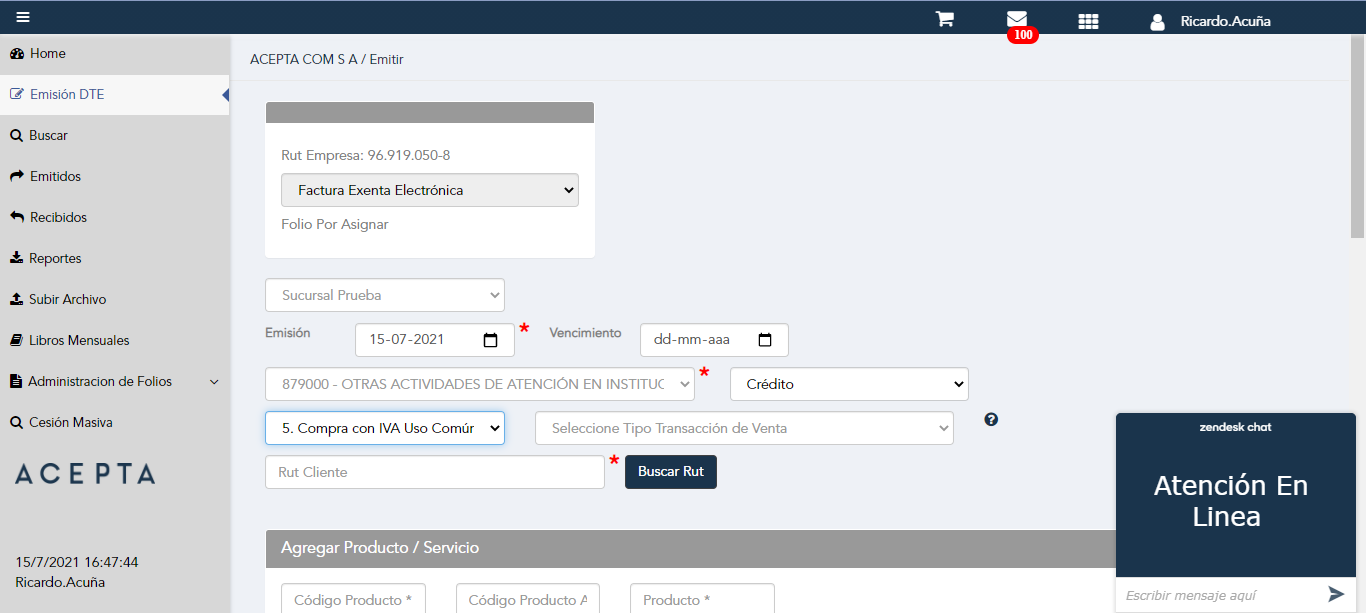 Ricardo.Acuña
100
Home
Emisión DTE
Buscar
Emitidos
Recibidos
Reportes
Subir Archivo
Libros Mensuales
Administracion de Folios
Cesión Masiva
ACEPTA
15/7/2021 16:47:44
Ricardo.Acuña
ACEPTA COM S A / Emitir
Rut Empresa: 96.919.050-8
Factura Exenta Electrónica
Folio Por Asignar
Sucursal Prueba
Emisión 15-07-2021 * Vencimiento dd-mm-aaa
879000 - OTRAS ACTIVIDADES DE ATENCIÓN EN INSTITUC * Crédito
5. Compra con IVA Uso Comúr Seleccione Tipo Transacción de Venta
Rut Cliente * Buscar Rut
Agregar Producto / Servicio
Código Producto * Código Producto A Producto *
zendesk chat
Atención En
Linea
Escribir mensaje aquí